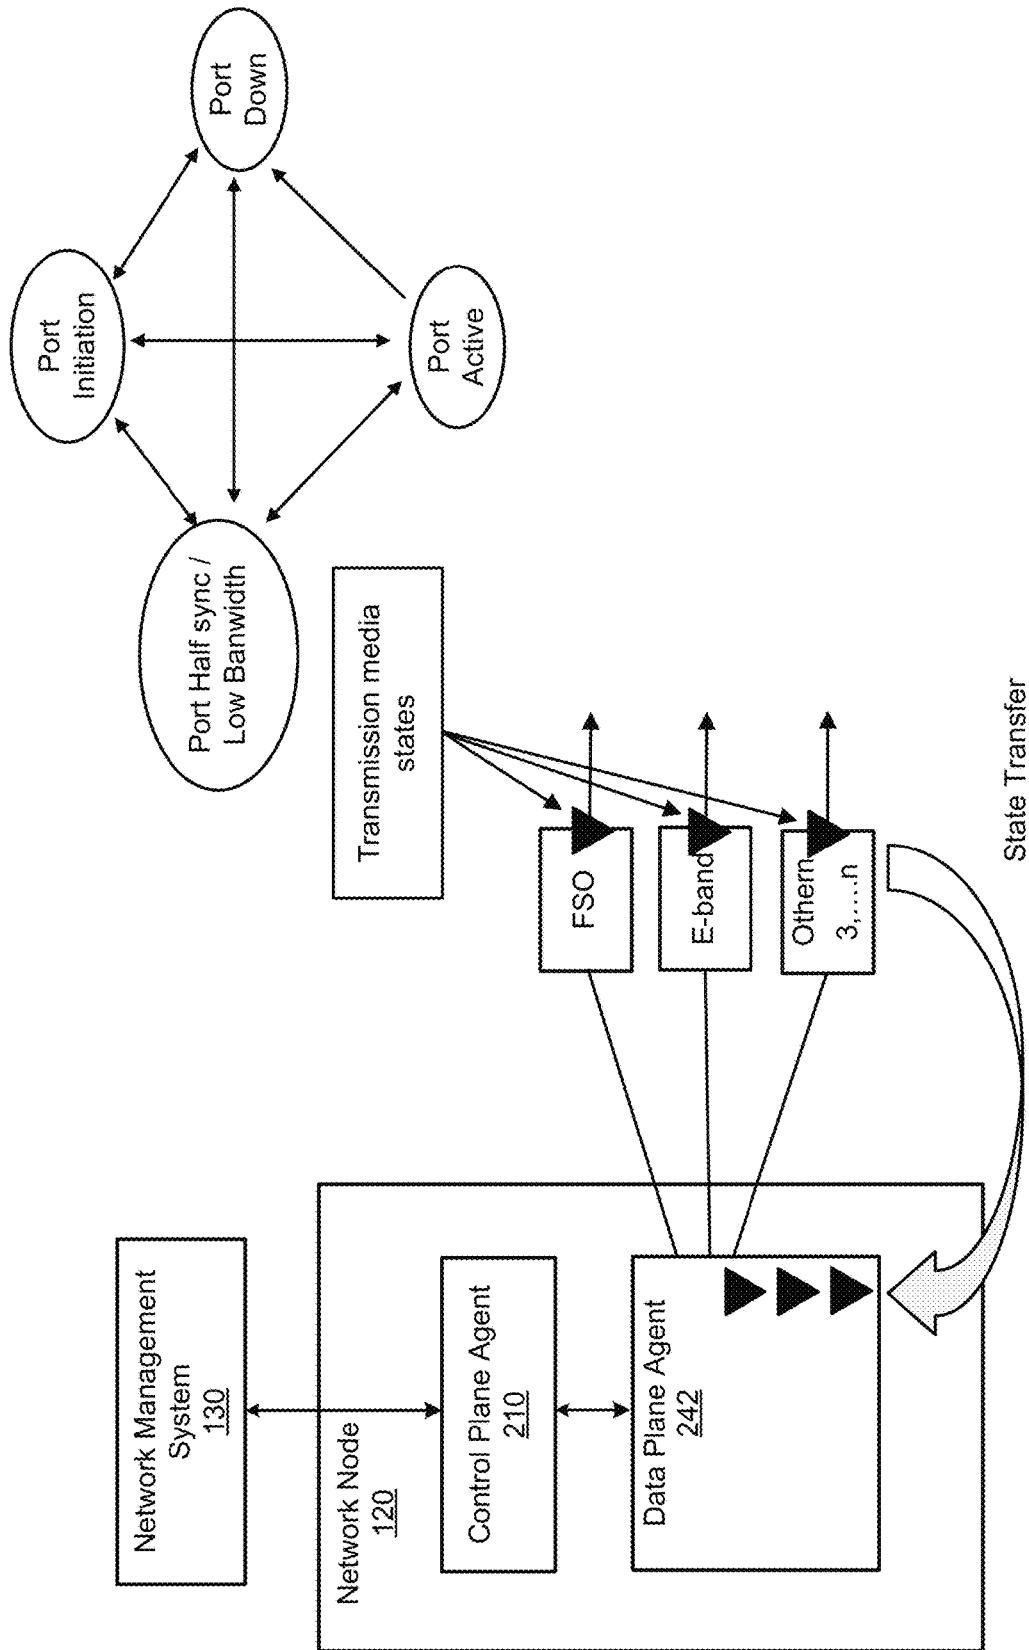 Network Management
System
130
Network Node
120
Control Plane Agent
210
Data Plane Agent
242
Port Half sync /
Low Banwidth
Port
Initiation
Port
Down
Port
Active
Transmission media
states
FSO
E-band
Othern
3,....n
State Transfer